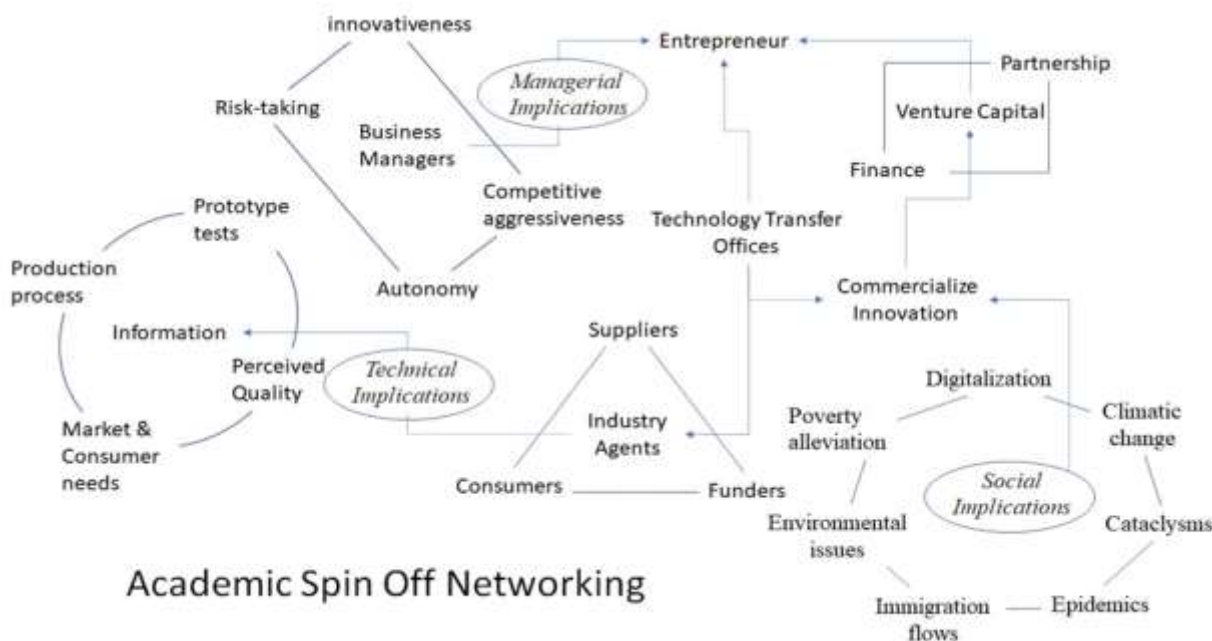 innovativeness
Entrepreneur
Partnership
Managerial
Implications
Risk-taking
Venture Capital
Business
Managers
Finance
Competitive
aggressiveness
Prototype
tests
Technology Transfer
Offices
Production
process
Autonomy
Commercialize
Innovation
Information
Suppliers
Perceived
Quality
Technical
Implications
Digitalization
Poverty
alleviation
Climatic
change
Market &
Consumer
needs
Industry
Agents
Consumers
Funders
Social
Implications
Environmental
issues
Cataclysms
Academic Spin Off Networking
Immigration
flows
Epidemics